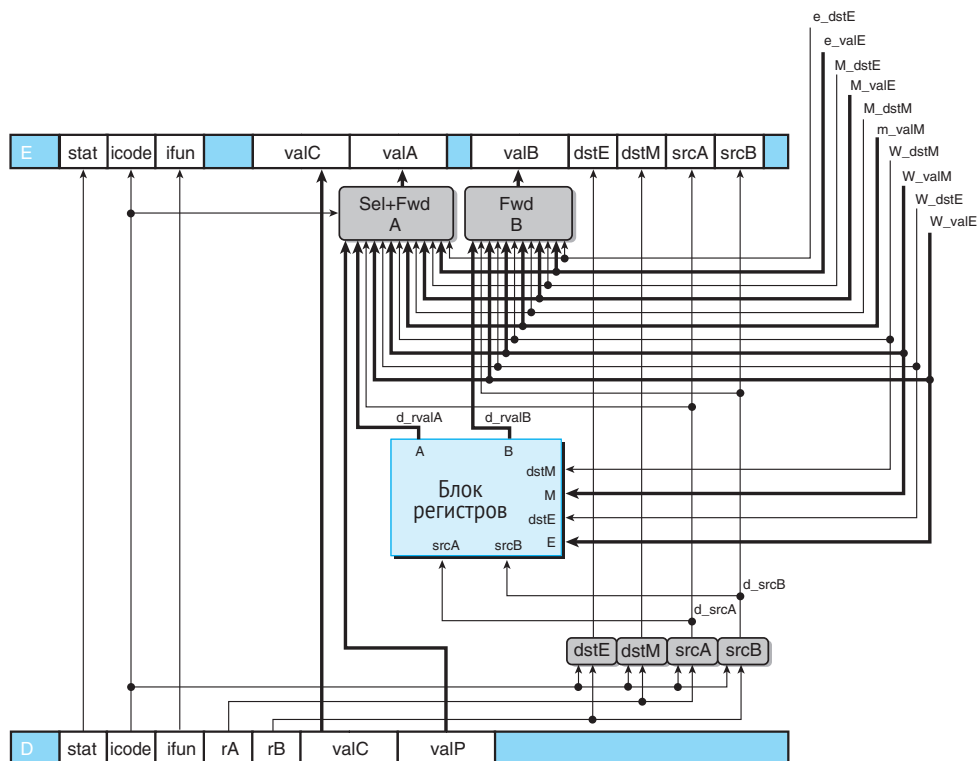 e_dstE
e_valE
M_dstE
M_valE
M_dstM
m_valM
W_dstM
W_valM
W_dstE
W_valE
E stat icode ifun valC valA valB dstE dstM srcA srcB
Sel+Fwd
A
Fwd
B
d_rvalA
d_rvalB
A
B
dstM
M
dstE
E
Блок
регистров
srcA
srcB
d_srcB
d_srcA
dstE dstM srcA srcB
D stat icode ifun rA rB valC valP